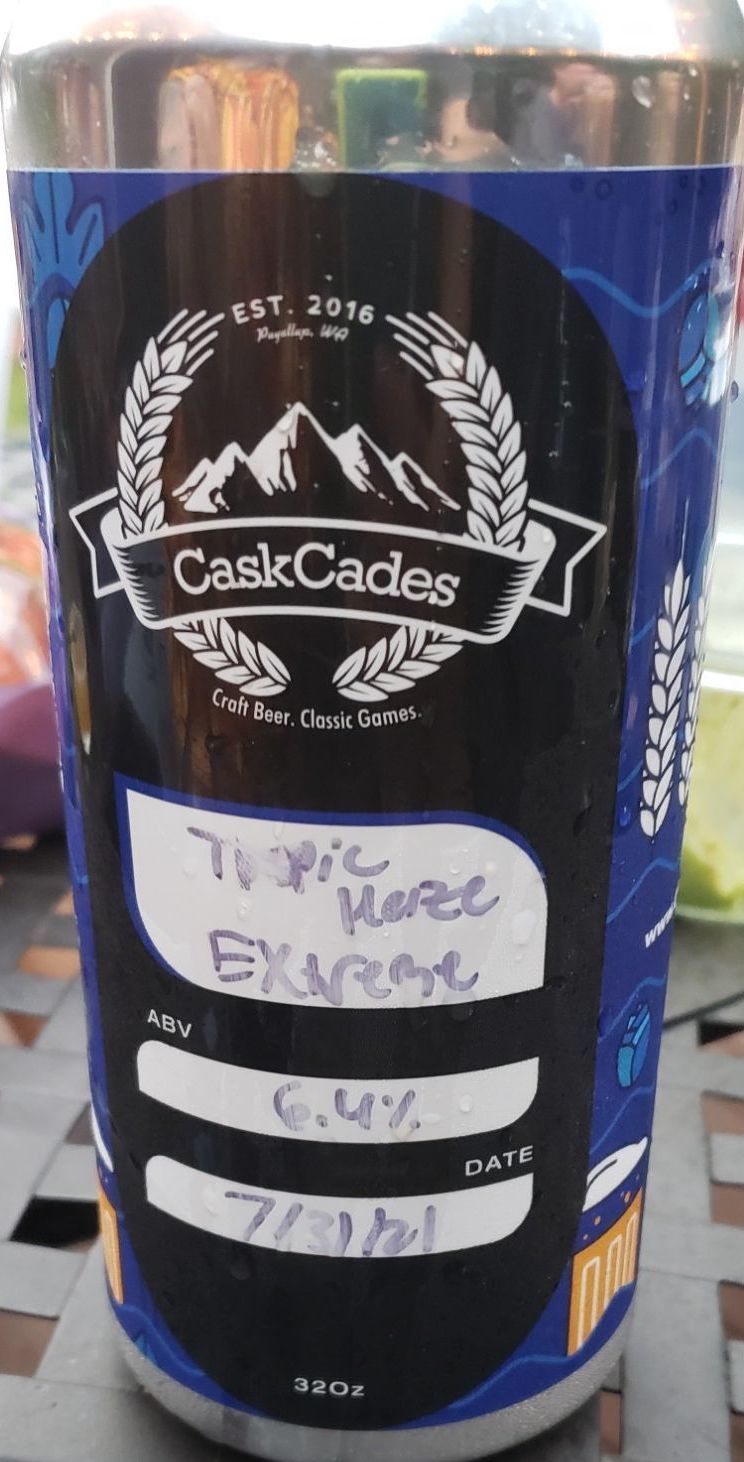 EST. 2016
Puyallup, WA
CaskCades
Craft Beer. Classic Games.
Tropic
Haze
Extreme
ABV
6.4%
DATE
7/31/21
32Oz